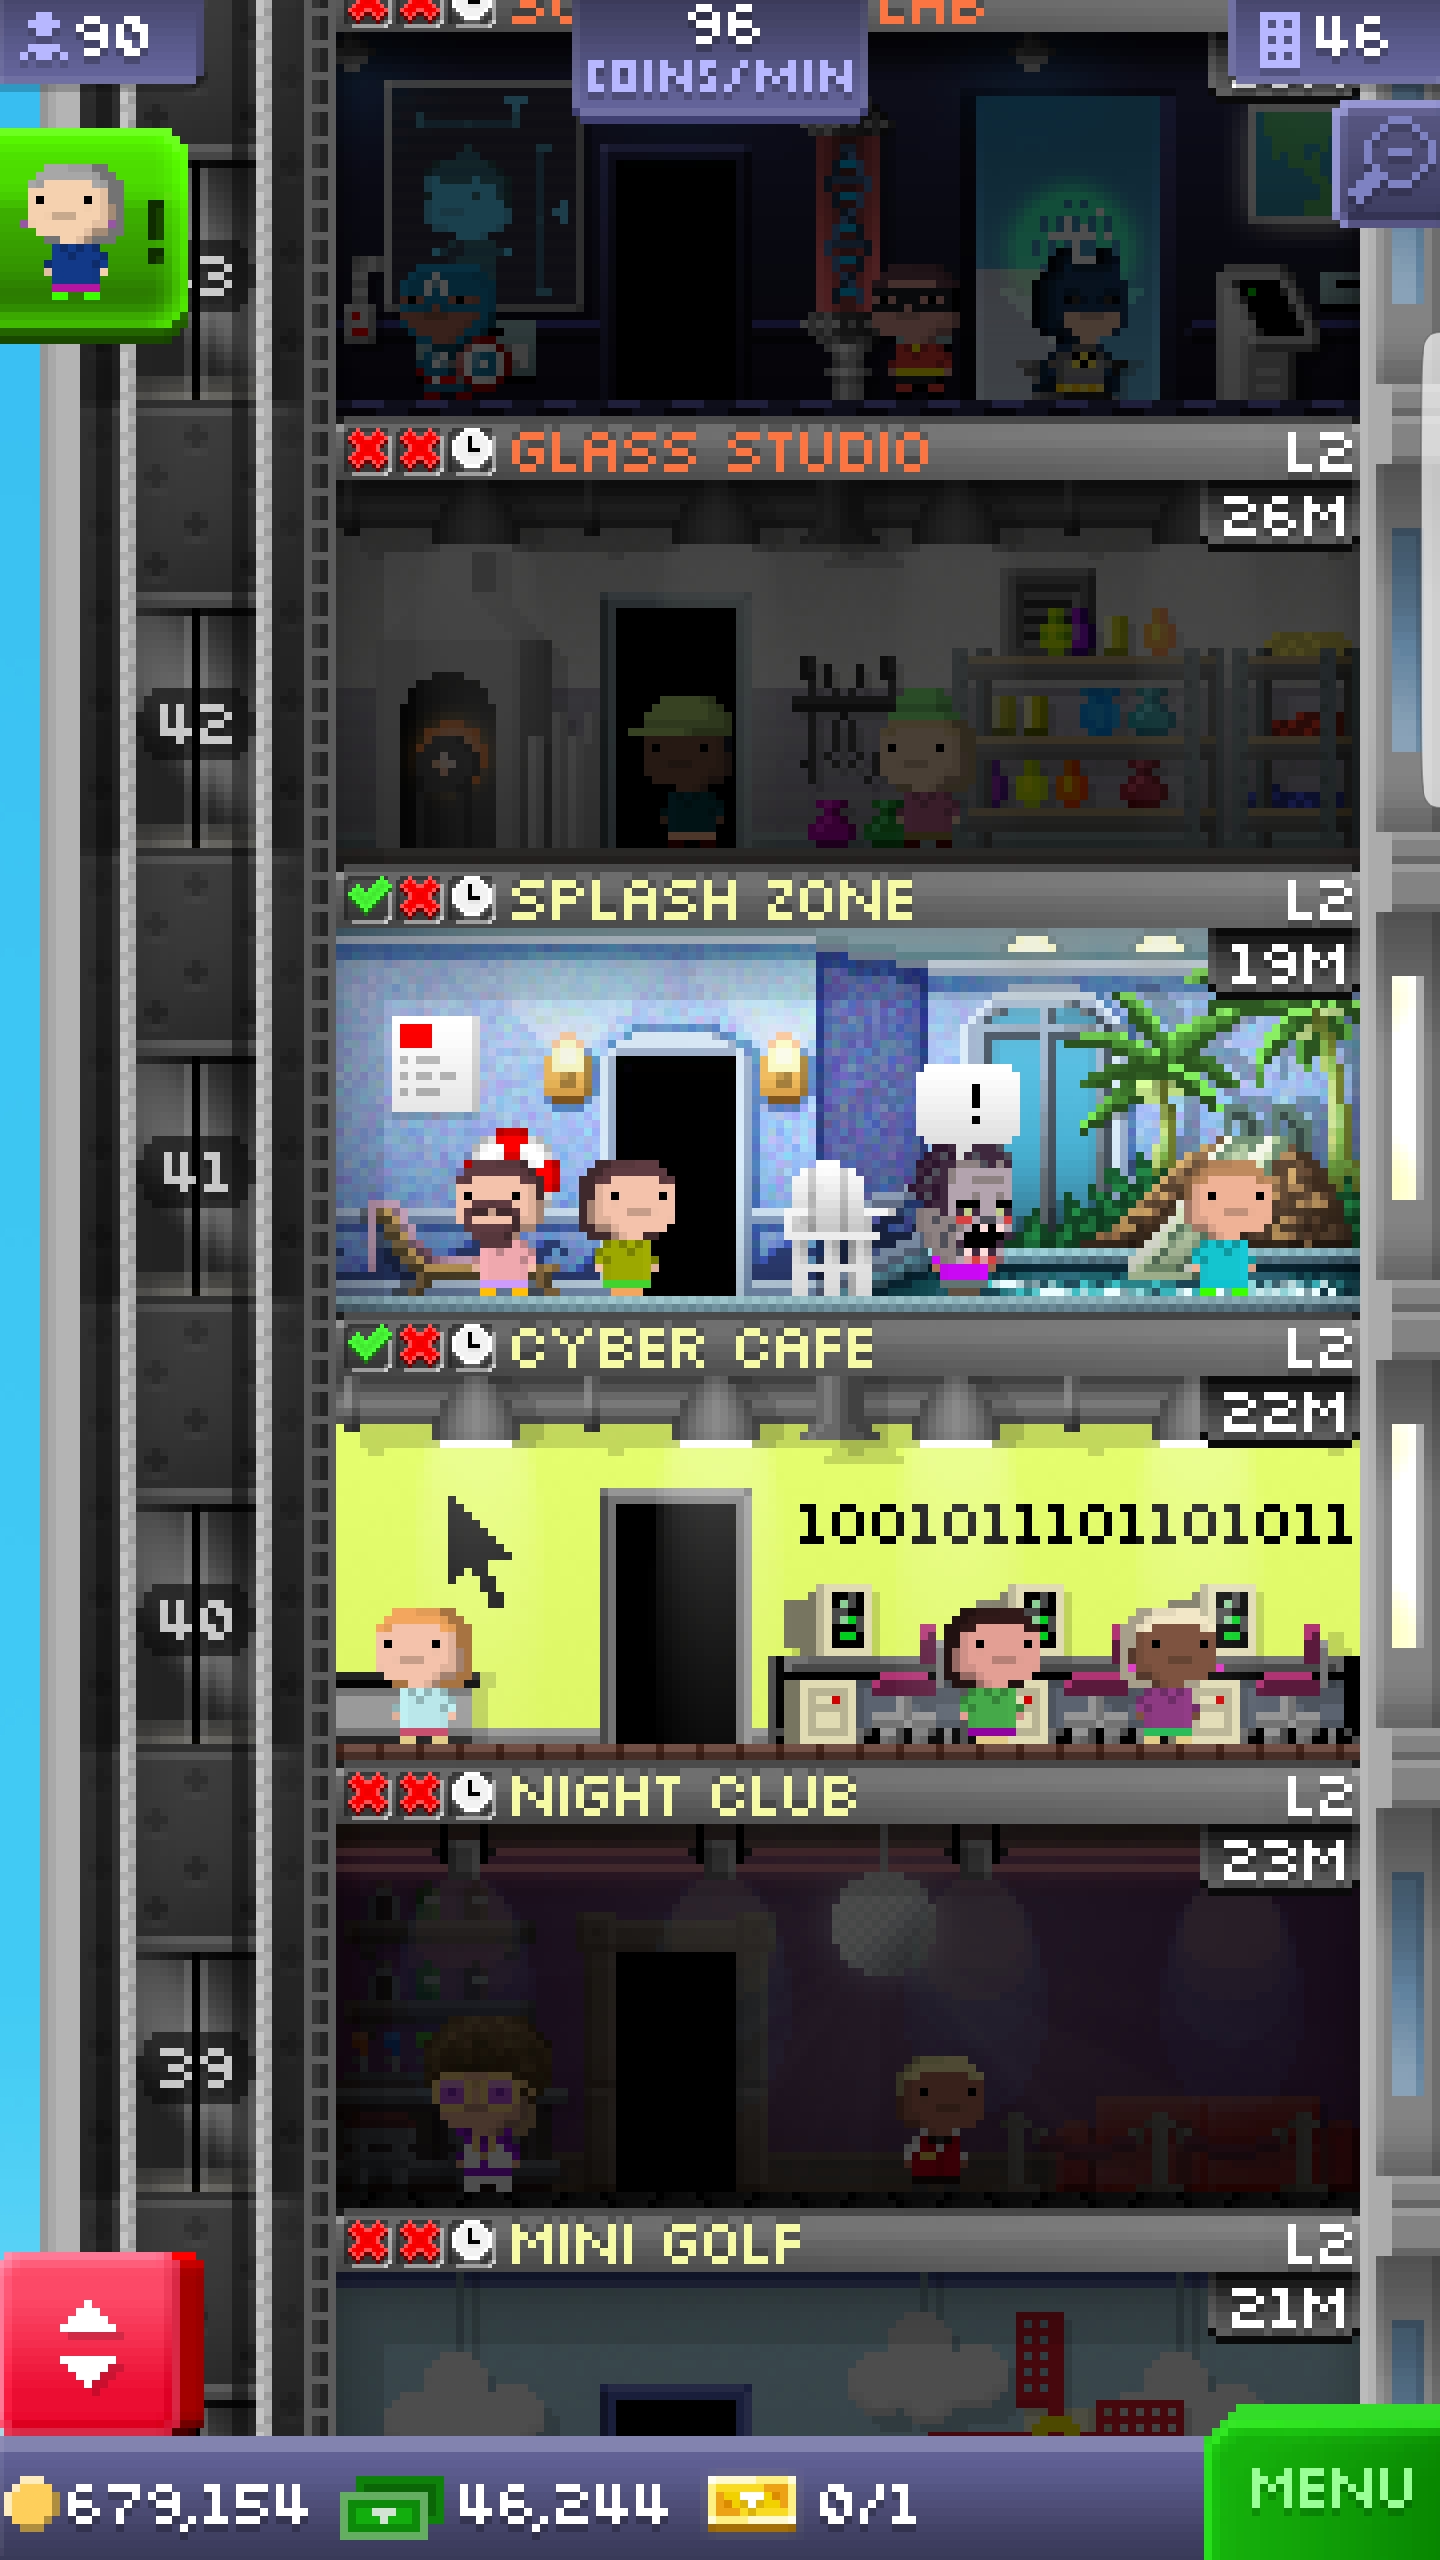 90
96
COINS/MIN
LAB
46
!
3
GLASS STUDIO L2
26M
42
SPLASH ZONE L2
19M
!
41
CYBER CAFE L2
22M
1001011101101011
40
NIGHT CLUB L2
23M
39
MINI GOLF L2
21M
679,154 46,244 0/1
MENU